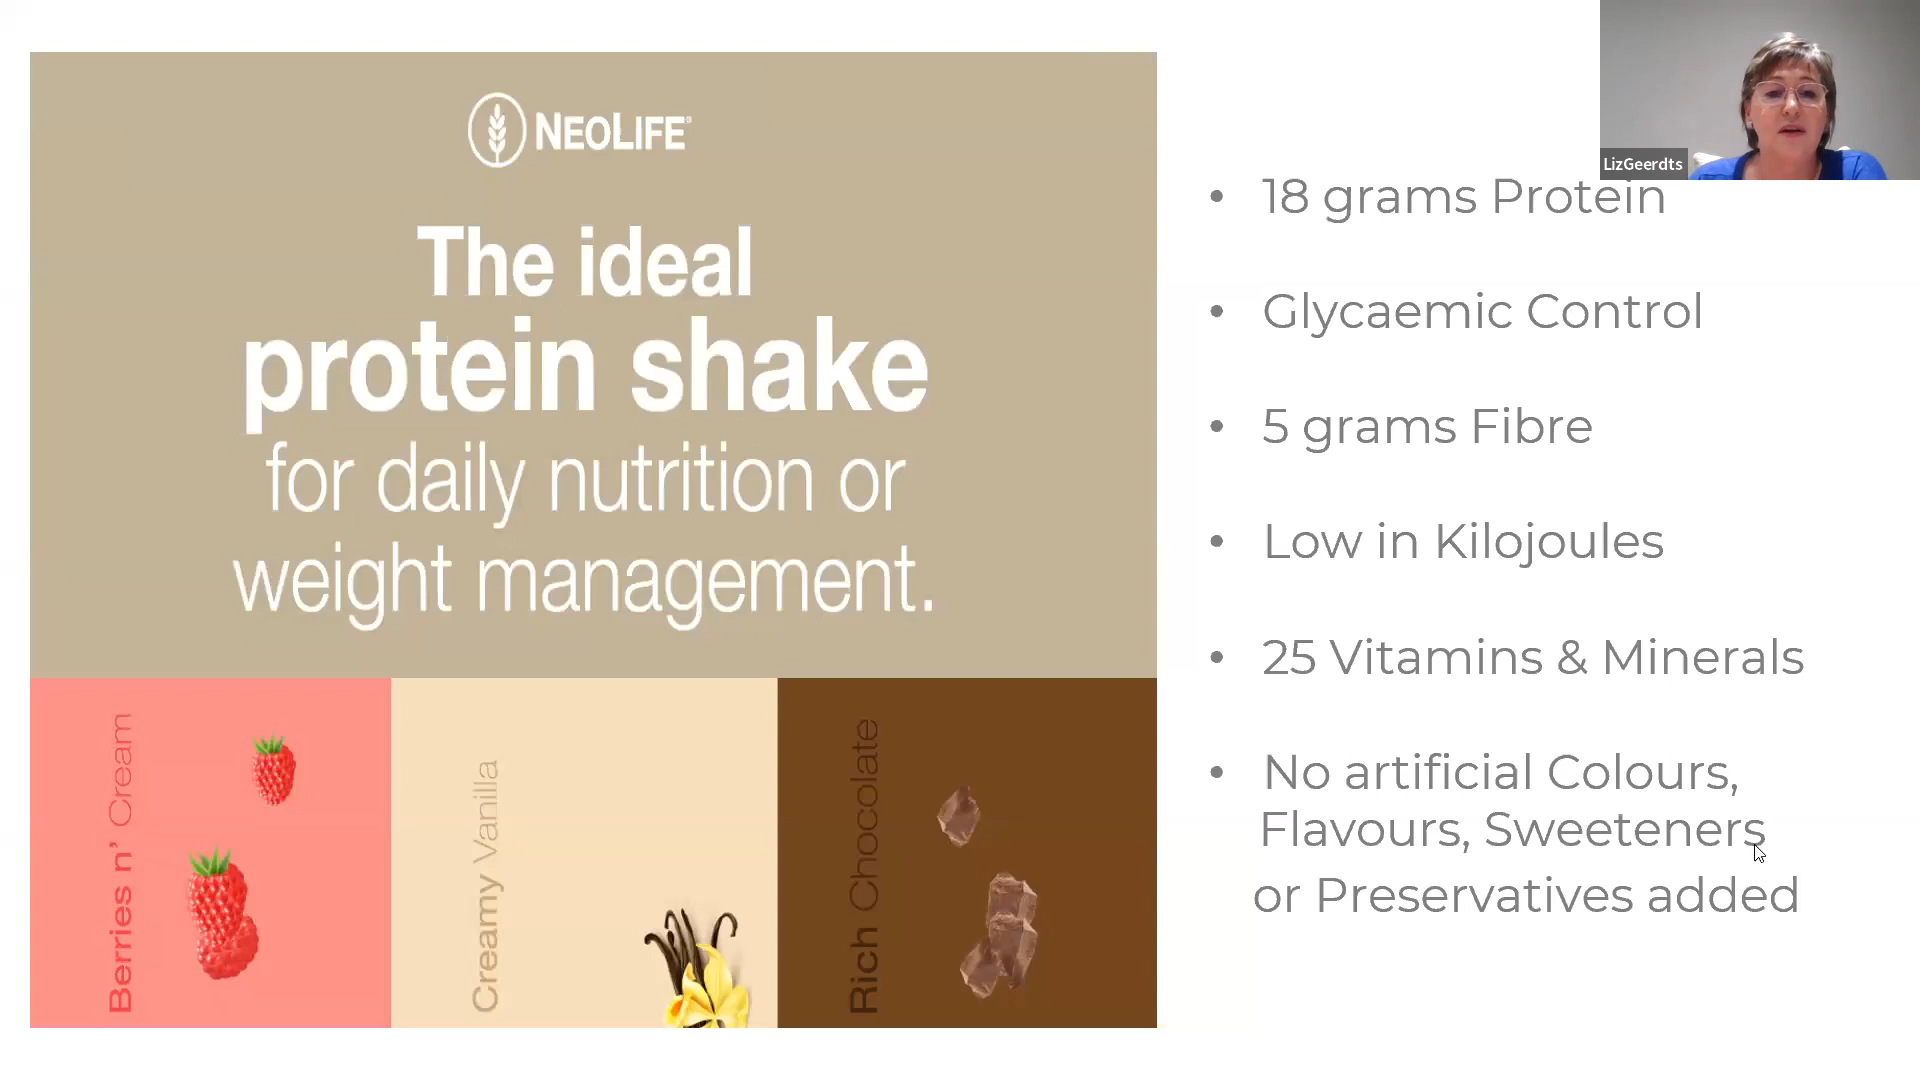 NEOLIFE®
The ideal
protein shake
for daily nutrition or
weight management.
Berries n' Cream
Creamy Vanilla
Rich Chocolate
LizGeerdts
• 18 grams Protein
• Glycaemic Control
• 5 grams Fibre
• Low in Kilojoules
• 25 Vitamins & Minerals
• No artificial Colours,
Flavours, Sweeteners
or Preservatives added